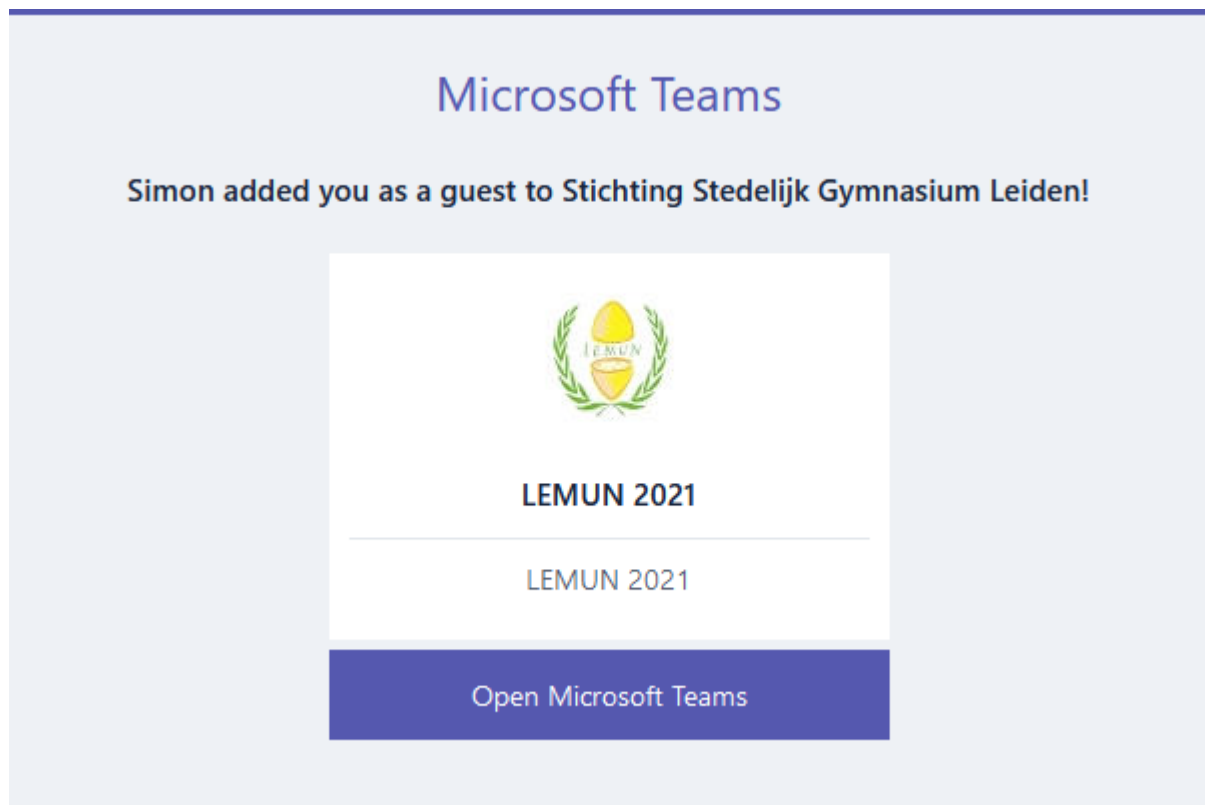 Microsoft Teams
Simon added you as a guest to Stichting Stedelijk Gymnasium Leiden!
LEMUN
LEMUN 2021
LEMUN 2021
Open Microsoft Teams